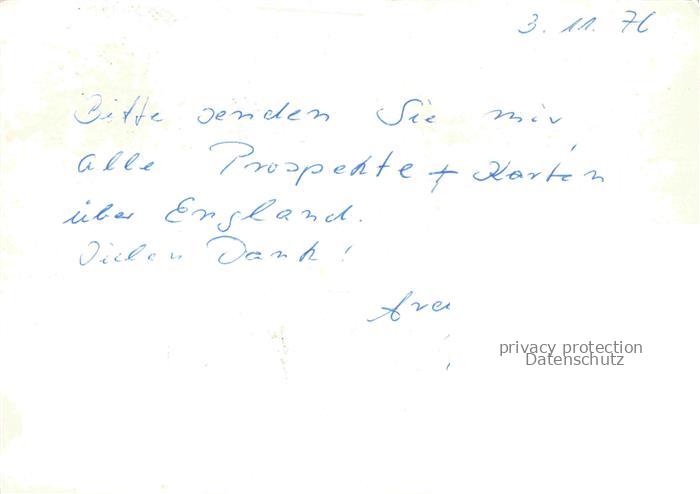 3. 11. 76
Bitte senden Sie mir
alle Prospekte + Karten
über England.
Vielen Dank!
privacy protection
Datenschutz